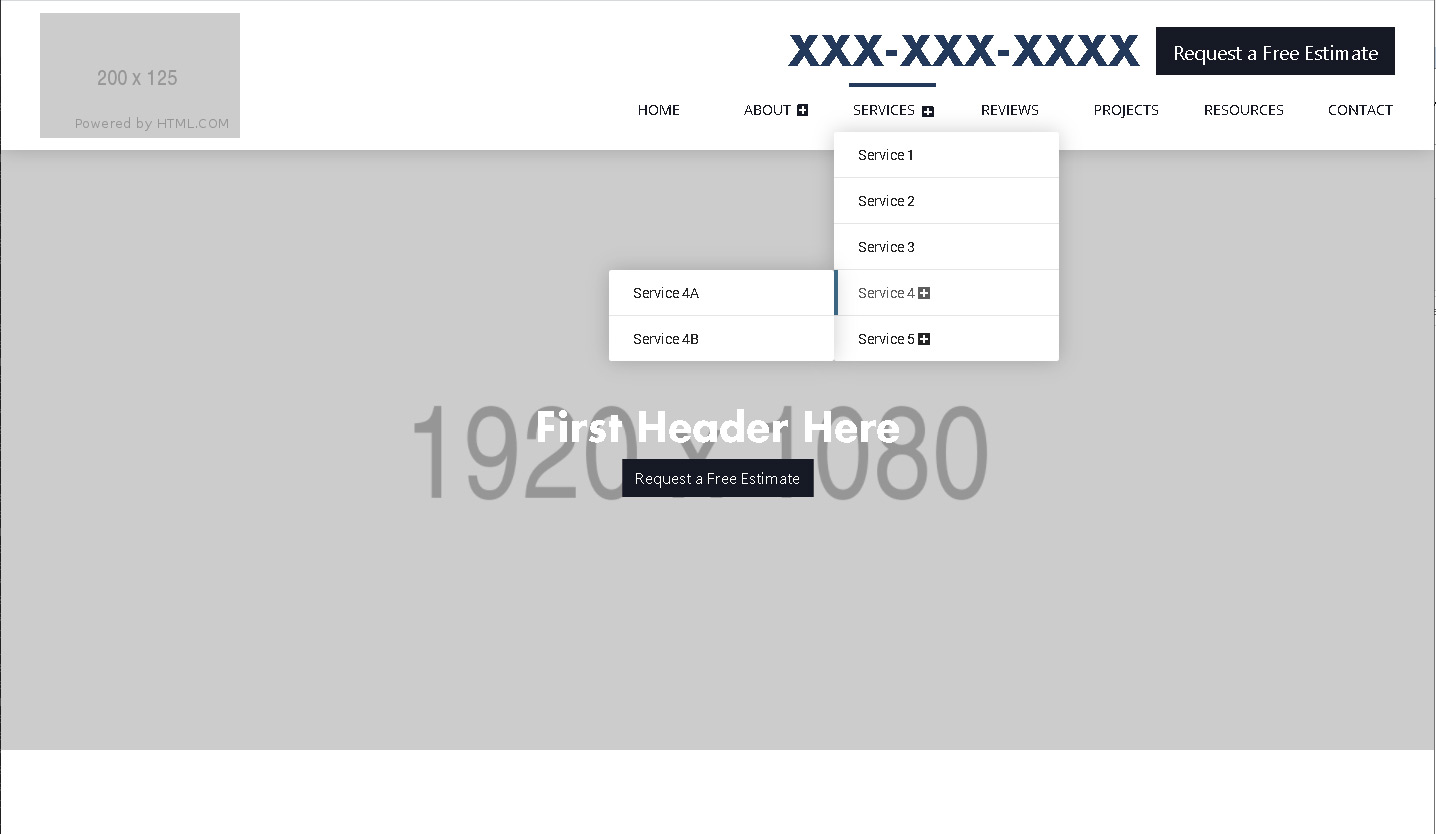 200 x 125
Powered by HTML.COM
XXX-XXX-XXXX
Request a Free Estimate
HOME ABOUT SERVICES REVIEWS PROJECTS RESOURCES CONTACT
Service 1
Service 2
Service 3
Service 4A
Service 4
Service 4B
Service 5
1920 x 1080
First Header Here
Request a Free Estimate